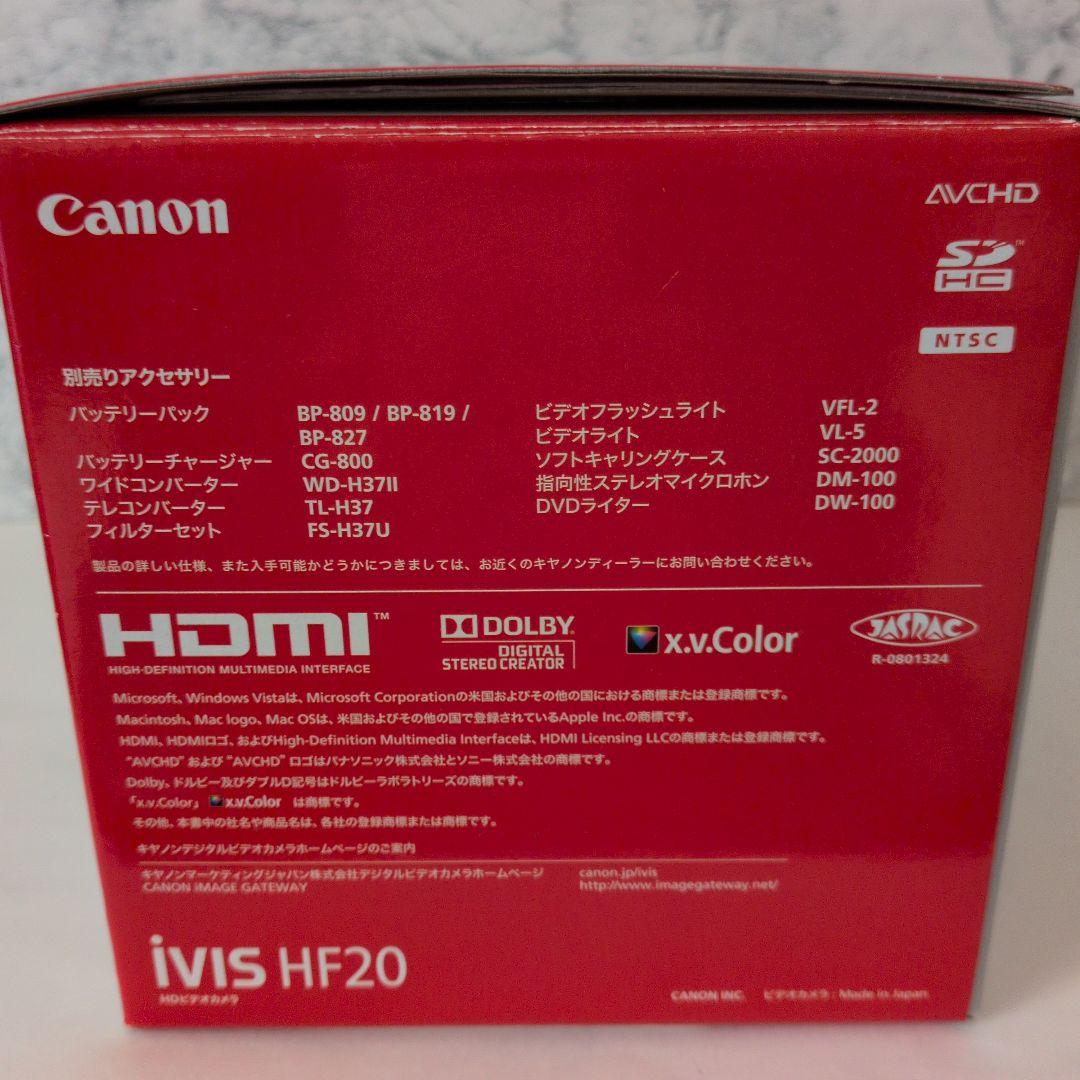 Canon
AVCHD
SD HC™
NTSC
別売りアクセサリー
バッテリーパック BP-809 / BP-819 /
BP-827
バッテリーチャージャー CG-800
ワイドコンバーター WD-H37II
テレコンバーター TL-H37
フィルターセット FS-H37U
ビデオフラッシュライト VFL-2
ビデオライト VL-5
ソフトキャリングケース SC-2000
指向性ステレオマイクロホン DM-100
DVDライター DW-100
製品の詳しい仕様、また入手可能かどうかにつきましては、お近くのキヤノンディーラーにお問い合わせください。
HDMI™
HIGH-DEFINITION MULTIMEDIA INTERFACE
DOLBY.
DIGITAL
STEREO CREATOR
x.v.Color
JASRAC
R-0801324
Microsoft、Windows Vistaは、Microsoft Corporationの米国およびその他の国における商標または登録商標です。
Macintosh、Mac logo、Mac OSは、米国およびその他の国で登録されているApple Inc.の商標です。
HDMI、HDMIロゴ、およびHigh-Definition Multimedia Interfaceは、HDMI Licensing LLCの商標または登録商標です。
"AVCHD" および "AVCHD" ロゴはパナソニック株式会社とソニー株式会社の商標です。
Dolby、ドルビー及びダブルD記号はドルビーラボラトリーズの商標です。
「x.v.Color」 x.v.Color は商標です。
その他、本書中の社名や商品名は、各社の登録商標または商標です。
キヤノンデジタルビデオカメラホームページのご案内
キヤノンマーケティングジャパン株式会社デジタルビデオカメラホームページ canon.jp/ivis
CANON iMAGE GATEWAY http://www.imagegateway.net/
iVIS HF20
HDビデオカメラ
CANON INC. ビデオカメラ : Made in Japan